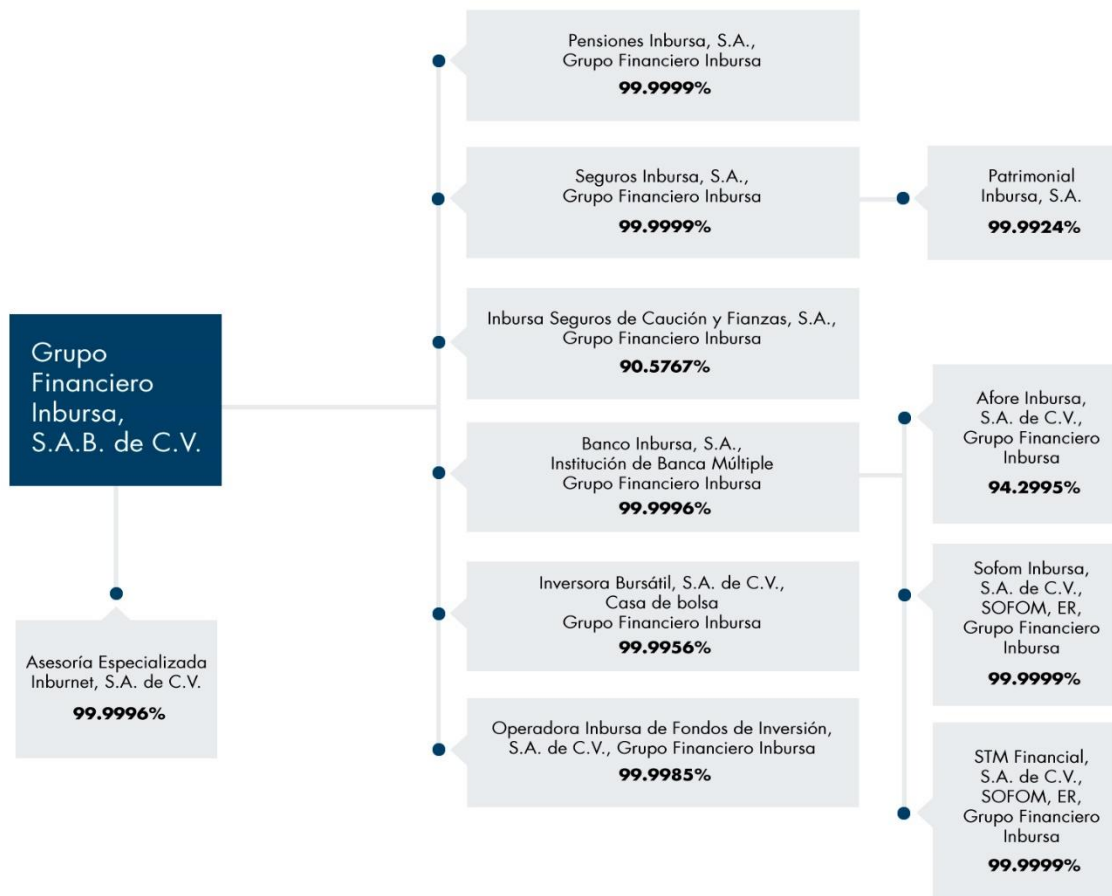 Grupo
Financiero
Inbursa,
S.A.B. de C.V.
Asesoría Especializada
Inburnet, S.A. de C.V.
99.9996%
Pensiones Inbursa, S.A.,
Grupo Financiero Inbursa
99.9999%
Seguros Inbursa, S.A.,
Grupo Financiero Inbursa
99.9999%
Patrimonial
Inbursa, S.A.
99.9924%
Inbursa Seguros de Caución y Fianzas, S.A.,
Grupo Financiero Inbursa
90.5767%
Banco Inbursa, S.A.,
Institución de Banca Múltiple
Grupo Financiero Inbursa
99.9996%
Afore Inbursa,
S.A. de C.V.,
Grupo Financiero
Inbursa
94.2995%
Sofom Inbursa,
S.A. de C.V.,
SOFOM, ER,
Grupo Financiero
Inbursa
99.9999%
STM Financial,
S.A. de C.V.,
SOFOM, ER,
Grupo Financiero
Inbursa
99.9999%
Inversora Bursátil, S.A. de C.V.,
Casa de bolsa
Grupo Financiero Inbursa
99.9956%
Operadora Inbursa de Fondos de Inversión,
S.A. de C.V., Grupo Financiero Inbursa
99.9985%